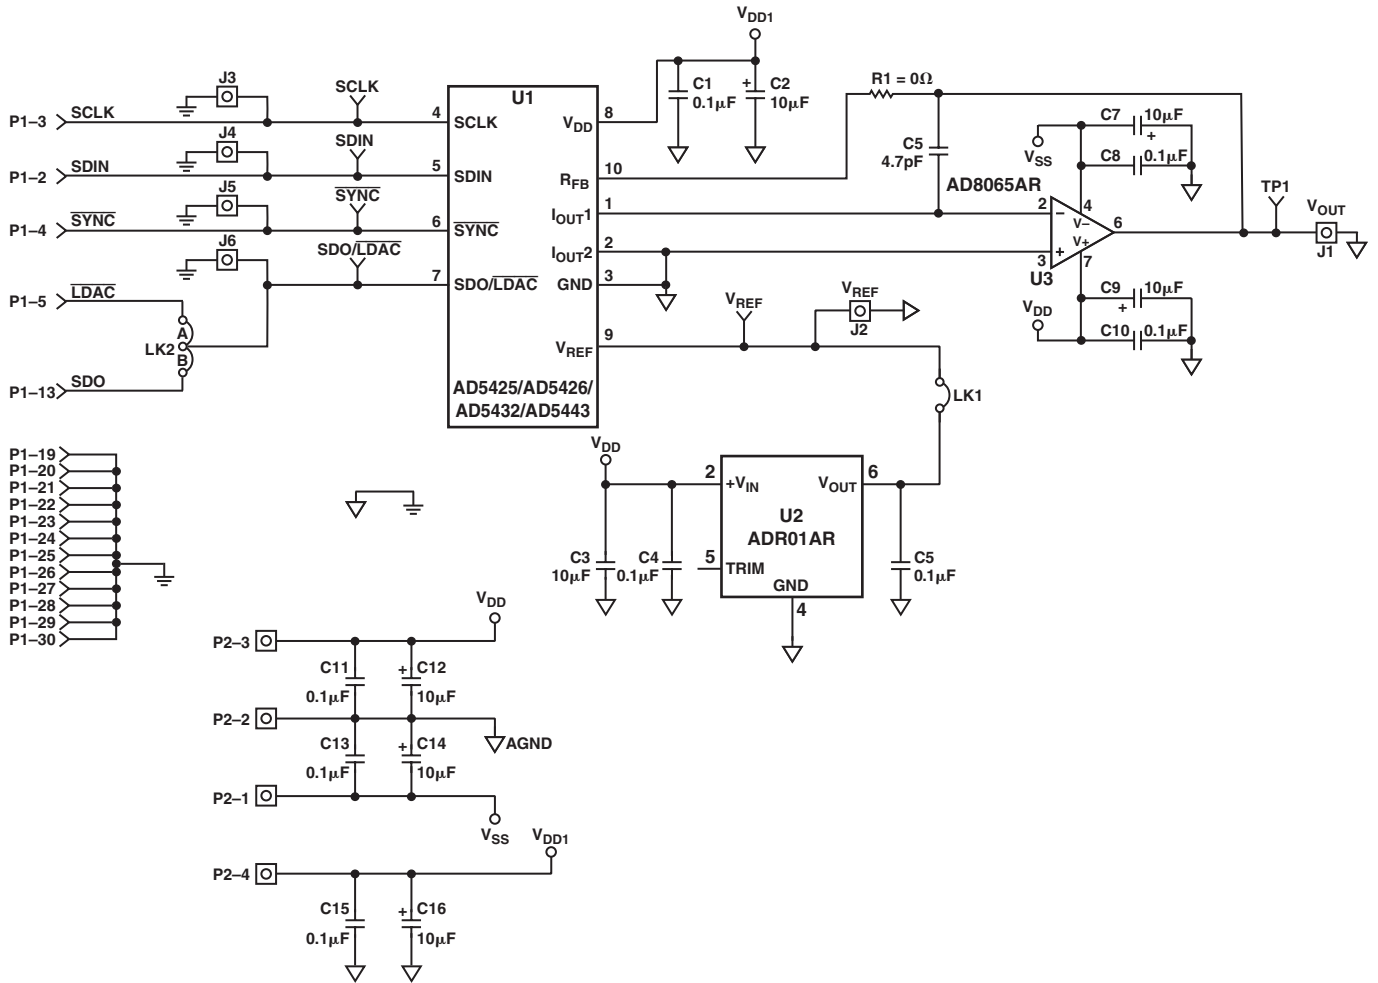 VDD1
J3
SCLK
P1–3
SCLK
4
SCLK
U1
VDD
8
C1
0.1µF
+
C2
10µF
R1 = 0Ω
J4
SDIN
P1–2
SDIN
5
SDIN
RFB
10
C5
4.7pF
C7
10µF
+
VSS
C8
0.1µF
J5
SYNC
P1–4
SYNC
6
SYNC
IOUT1
1
AD8065AR
2
–
4
V–
V+
+
3
7
6
U3
TP1
VOUT
J1
J6
SDO/LDAC
7
SDO/LDAC
IOUT2
2
GND
3
P1–5
LDAC
A
LK2
B
P1–13
SDO
VREF
9
VREF
VREF
J2
C9
10µF
+
VDD
C10
0.1µF
AD5425/AD5426/
AD5432/AD5443
LK1
P1–19
P1–20
P1–21
P1–22
P1–23
P1–24
P1–25
P1–26
P1–27
P1–28
P1–29
P1–30
VDD
2
+VIN
VOUT
6
U2
ADR01AR
C3
10µF
C4
0.1µF
5
TRIM
GND
4
C5
0.1µF
VDD
P2–3
C11
0.1µF
+
C12
10µF
P2–2
AGND
C13
0.1µF
+
C14
10µF
P2–1
VSS
VDD1
P2–4
C15
0.1µF
+
C16
10µF